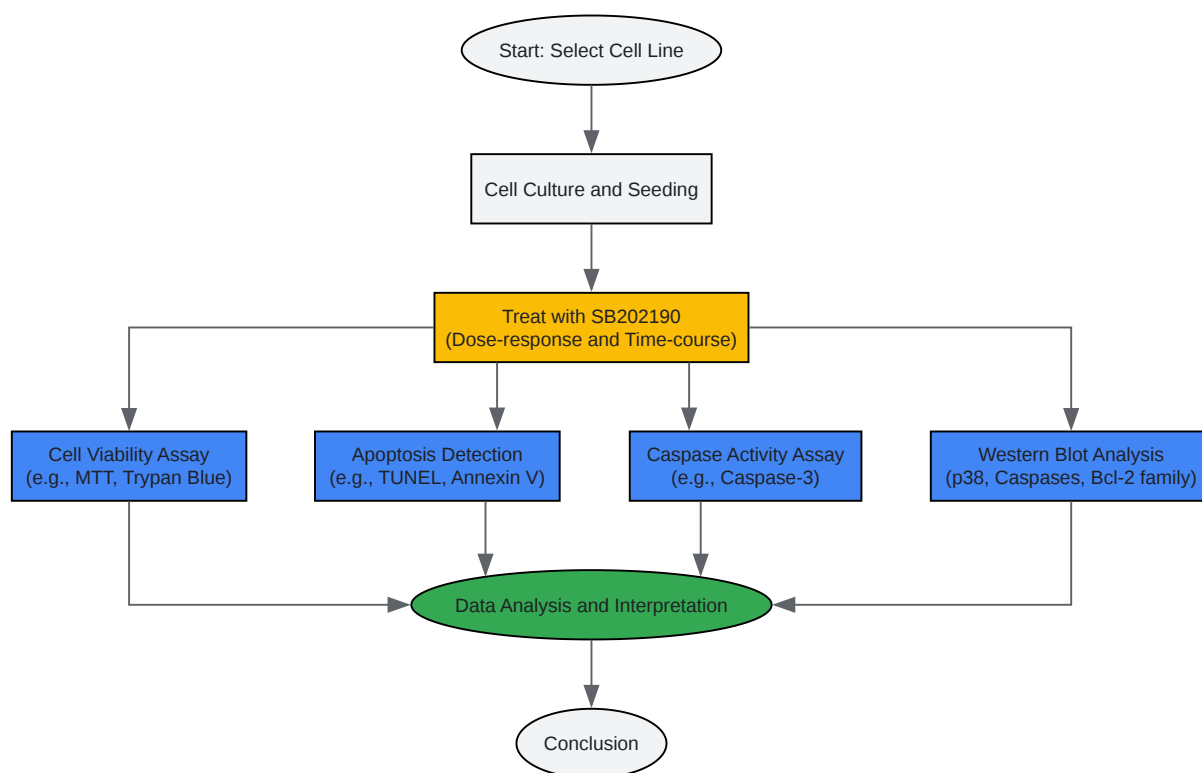 Start: Select Cell Line
Cell Culture and Seeding
Treat with SB202190
(Dose-response and Time-course)
Cell Viability Assay
(e.g., MTT, Trypan Blue)
Apoptosis Detection
(e.g., TUNEL, Annexin V)
Caspase Activity Assay
(e.g., Caspase-3)
Western Blot Analysis
(p38, Caspases, Bcl-2 family)
Data Analysis and Interpretation
Conclusion